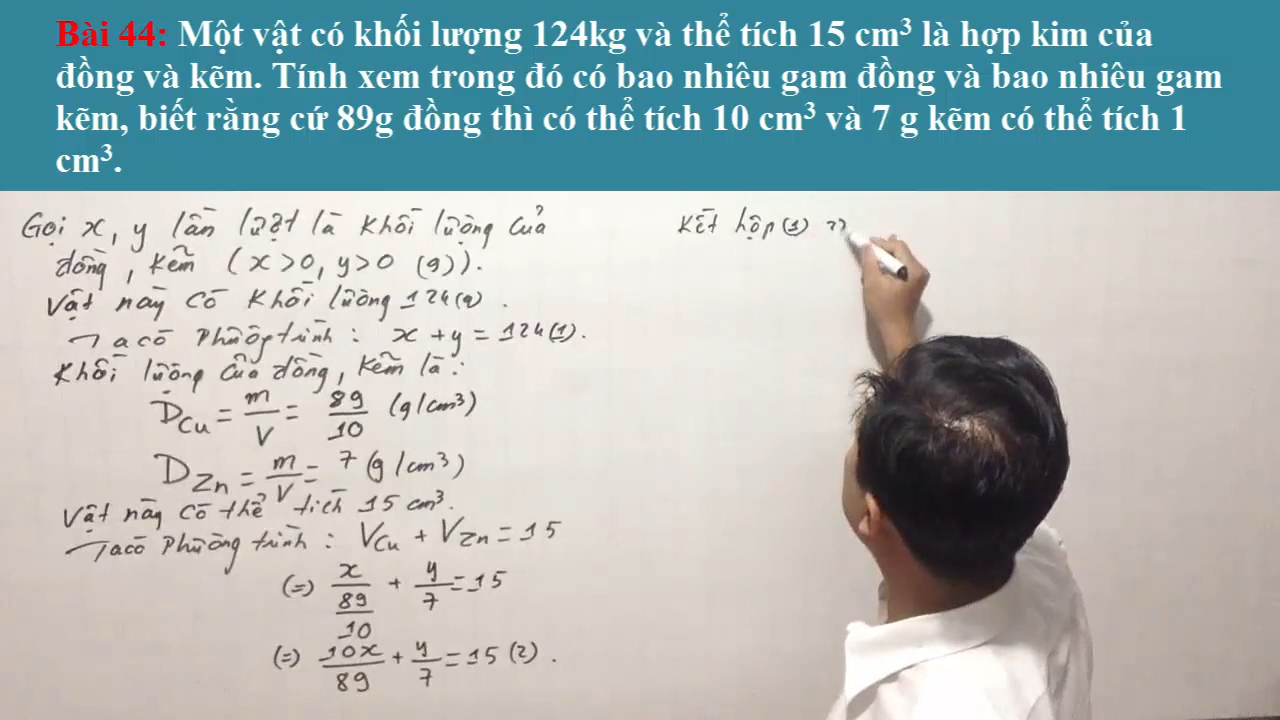 Bài 44: Một vật có khối lượng 124kg và thể tích 15 cm³ là hợp kim của
đồng và kẽm. Tính xem trong đó có bao nhiêu gam đồng và bao nhiêu gam
kẽm, biết rằng cứ 89g đồng thì có thể tích 10 cm³ và 7 g kẽm có thể tích 1
cm³.
Gọi x, y lần lượt là khối lượng của
đồng, kẽm (x>0, y>0 (g)).
Vật này có khối lượng 124(g).
Ta có phương trình: x + y = 124(1).
Khối lượng của đồng, kẽm là:
D_Cu = m/V = 89/10 (g/cm³)
D_Zn = m/V = 7 (g/cm³)
Vật này có thể tích 15 cm³.
Ta có phương trình: V_Cu + V_Zn = 15
(=) x/(89/10) + y/7 = 15
(=) 10x/89 + y/7 = 15 (2).
Kết hợp (1)